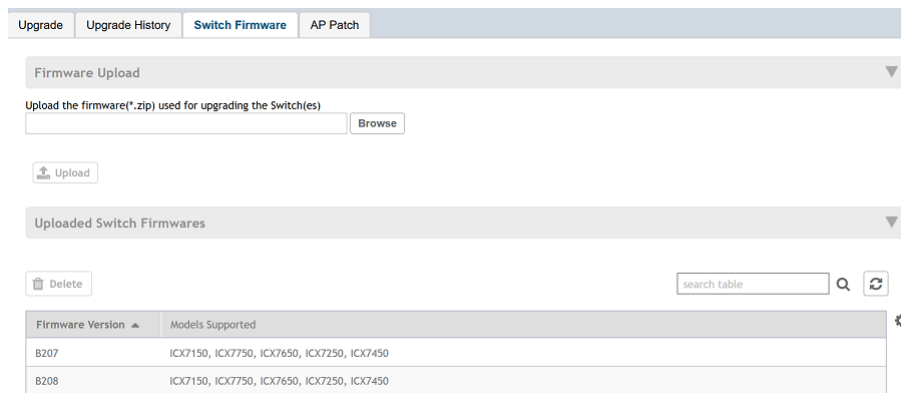 Upgrade Upgrade History Switch Firmware AP Patch
Firmware Upload
Upload the firmware(*.zip) used for upgrading the Switch(es)
Browse
Upload
Uploaded Switch Firmwares
Delete search table
Firmware Version Models Supported
B207 ICX7150, ICX7750, ICX7650, ICX7250, ICX7450
B208 ICX7150, ICX7750, ICX7650, ICX7250, ICX7450